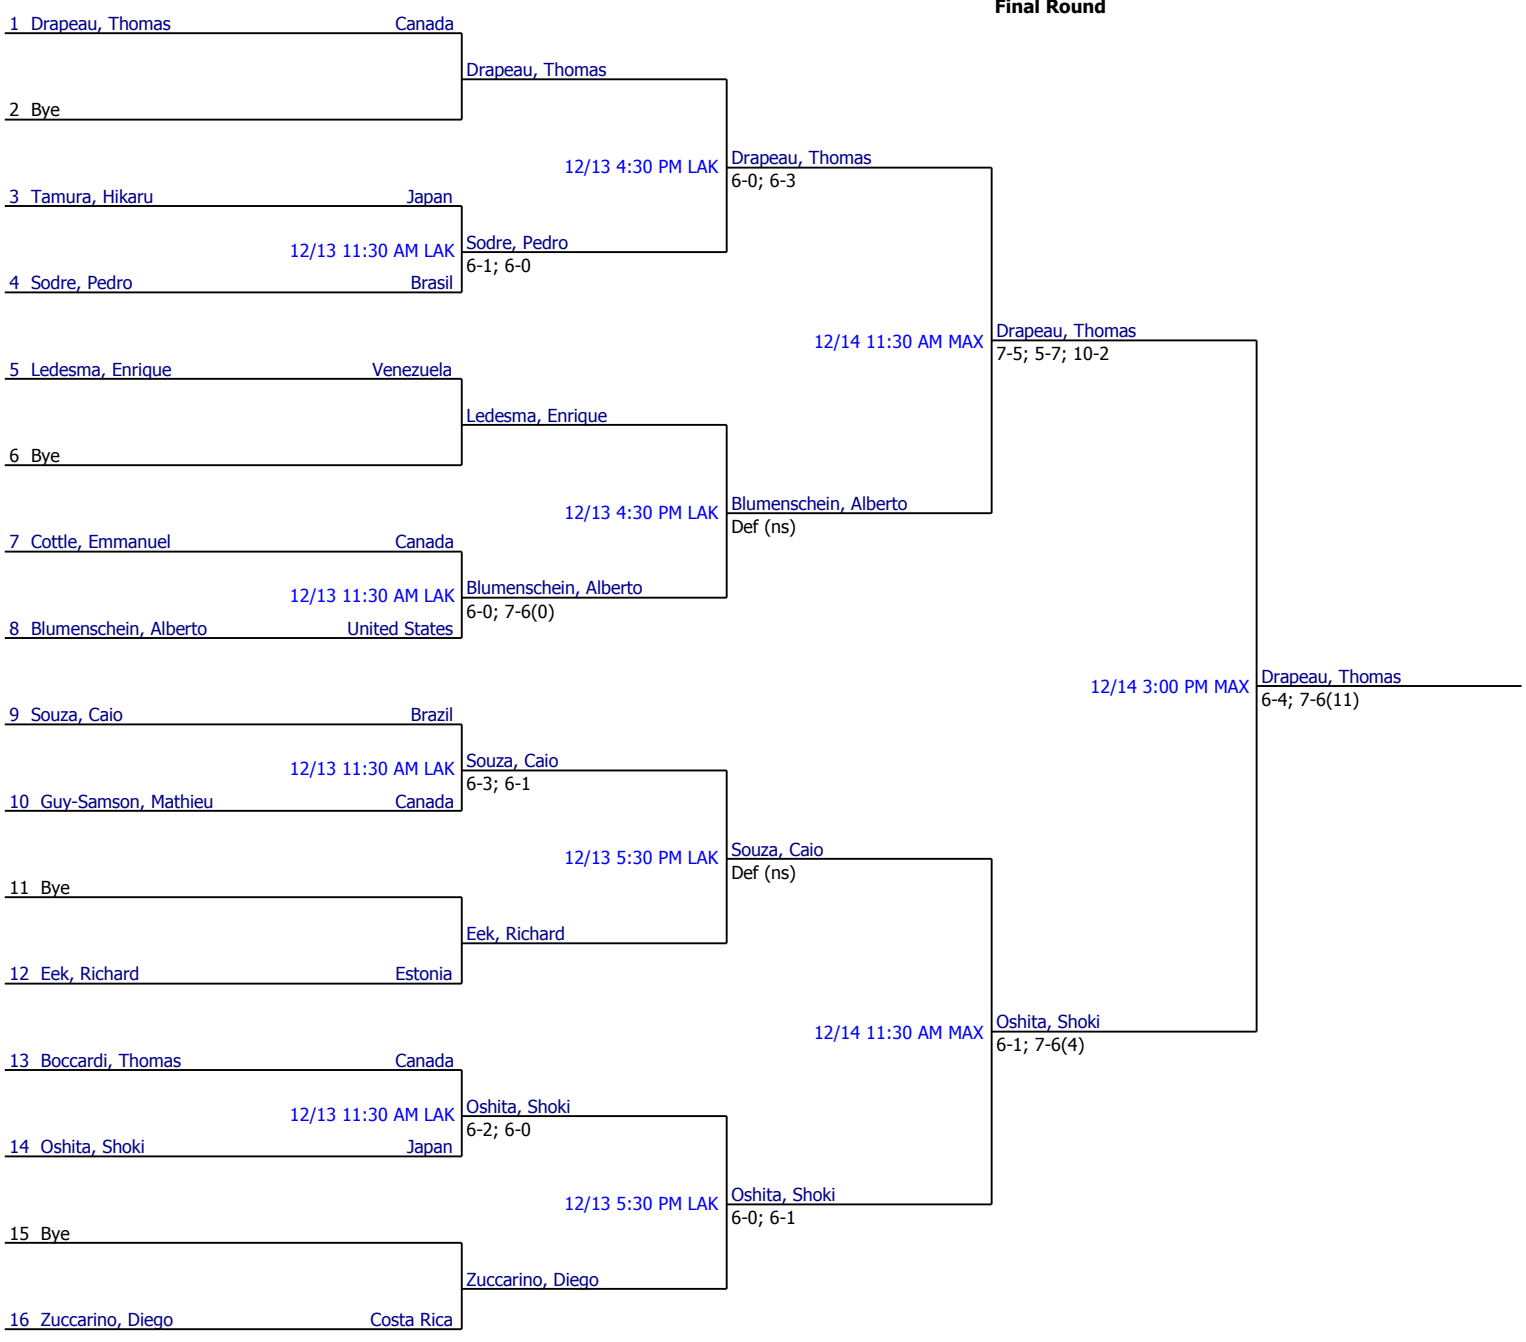 Final Round
1 Drapeau, Thomas Canada
Drapeau, Thomas
2 Bye
12/13 4:30 PM LAK Drapeau, Thomas
6-0; 6-3
3 Tamura, Hikaru Japan
12/13 11:30 AM LAK Sodre, Pedro
6-1; 6-0
4 Sodre, Pedro Brasil
12/14 11:30 AM MAX Drapeau, Thomas
7-5; 5-7; 10-2
5 Ledesma, Enrique Venezuela
Ledesma, Enrique
6 Bye
12/13 4:30 PM LAK Blumenschein, Alberto
Def (ns)
7 Cottle, Emmanuel Canada
12/13 11:30 AM LAK Blumenschein, Alberto
6-0; 7-6(0)
8 Blumenschein, Alberto United States
12/14 3:00 PM MAX Drapeau, Thomas
6-4; 7-6(11)
9 Souza, Caio Brazil
12/13 11:30 AM LAK Souza, Caio
6-3; 6-1
10 Guy-Samson, Mathieu Canada
12/13 5:30 PM LAK Souza, Caio
Def (ns)
11 Bye
Eek, Richard
12 Eek, Richard Estonia
12/14 11:30 AM MAX Oshita, Shoki
6-1; 7-6(4)
13 Boccardi, Thomas Canada
12/13 11:30 AM LAK Oshita, Shoki
6-2; 6-0
14 Oshita, Shoki Japan
12/13 5:30 PM LAK Oshita, Shoki
6-0; 6-1
15 Bye
Zuccarino, Diego
16 Zuccarino, Diego Costa Rica